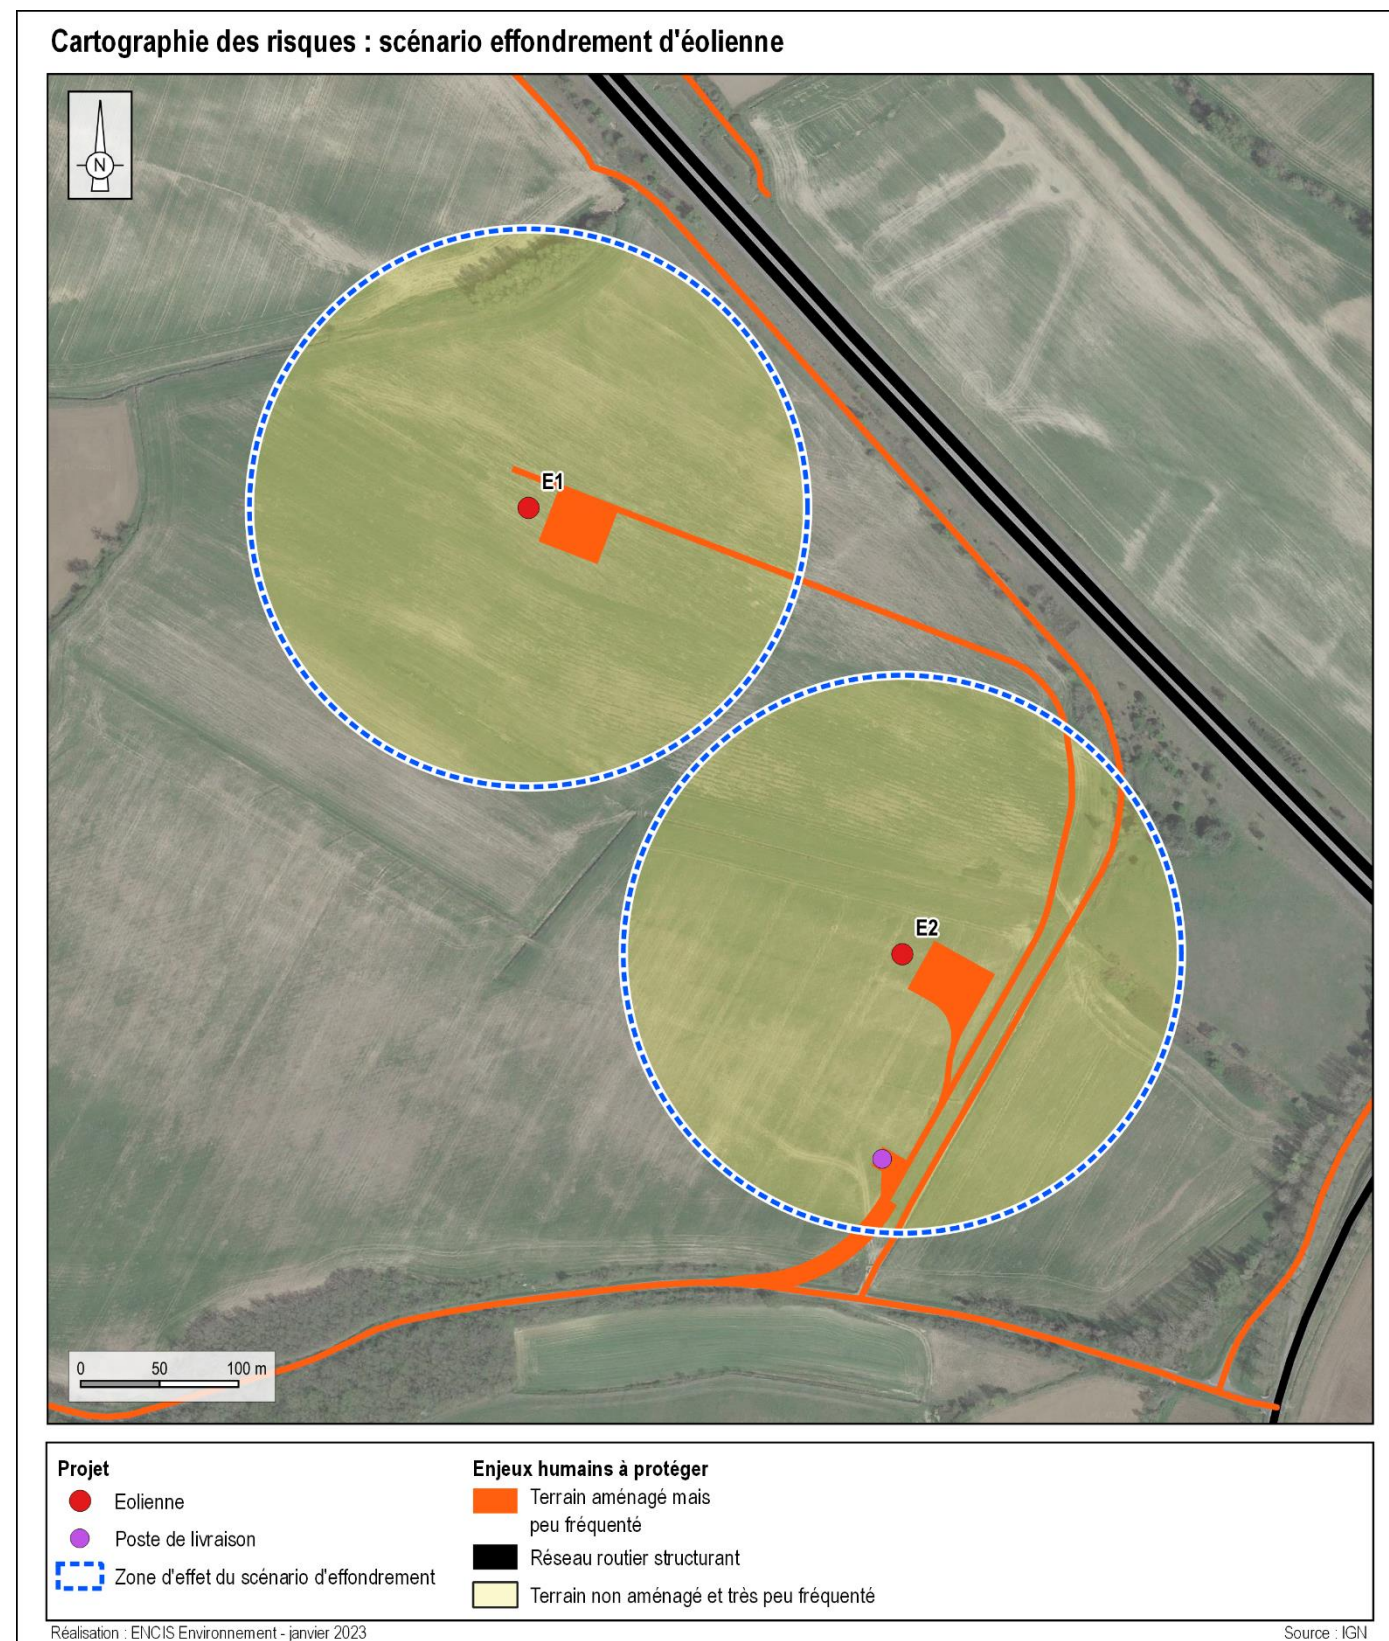 Cartographie des risques : scénario effondrement d'éolienne
N
E1
E2
0 50 100 m
Projet
Eolienne
Poste de livraison
Zone d'effet du scénario d'effondrement
Enjeux humains à protéger
Terrain aménagé mais
peu fréquenté
Réseau routier structurant
Terrain non aménagé et très peu fréquenté
Réalisation : ENCIS Environnement - janvier 2023
Source : IGN